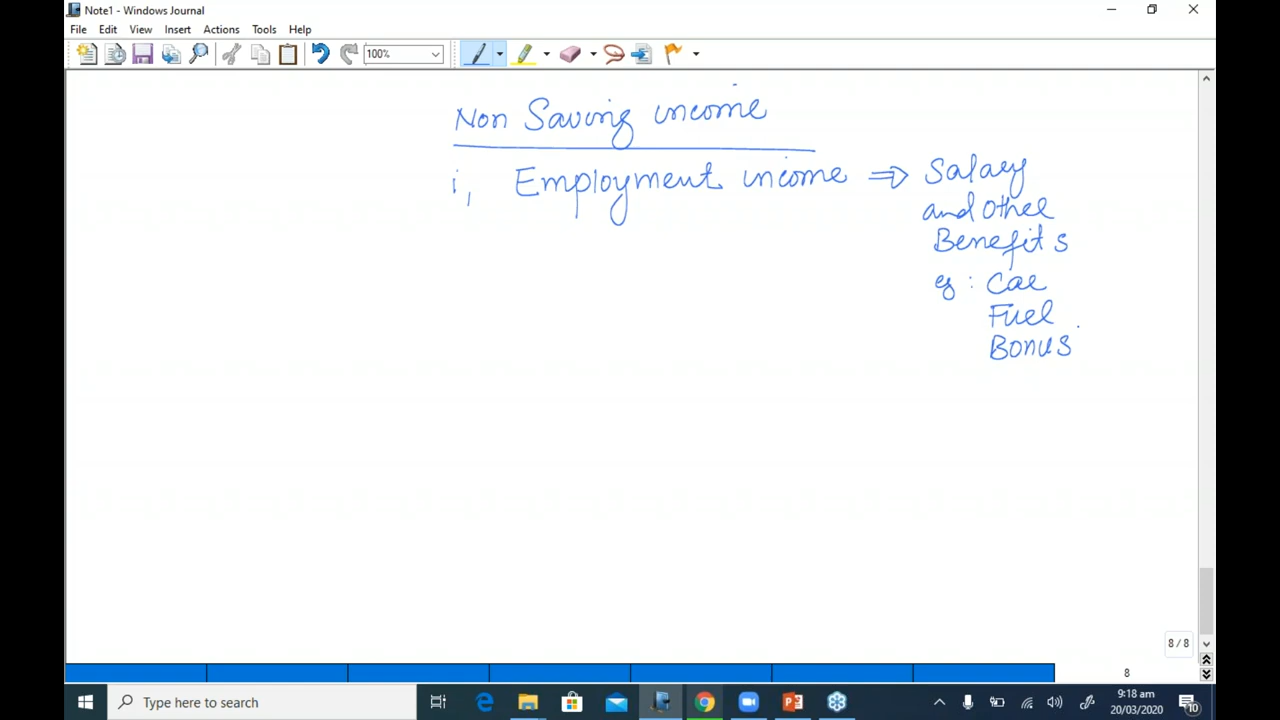 Note1 - Windows Journal
File Edit View Insert Actions Tools Help
100%
Non Saving income
i, Employment income ⇒ Salary
and other
Benefits
eg : Car
Fuel
Bonus
8 / 8
8
Type here to search
9:18 am
20/03/2020
10